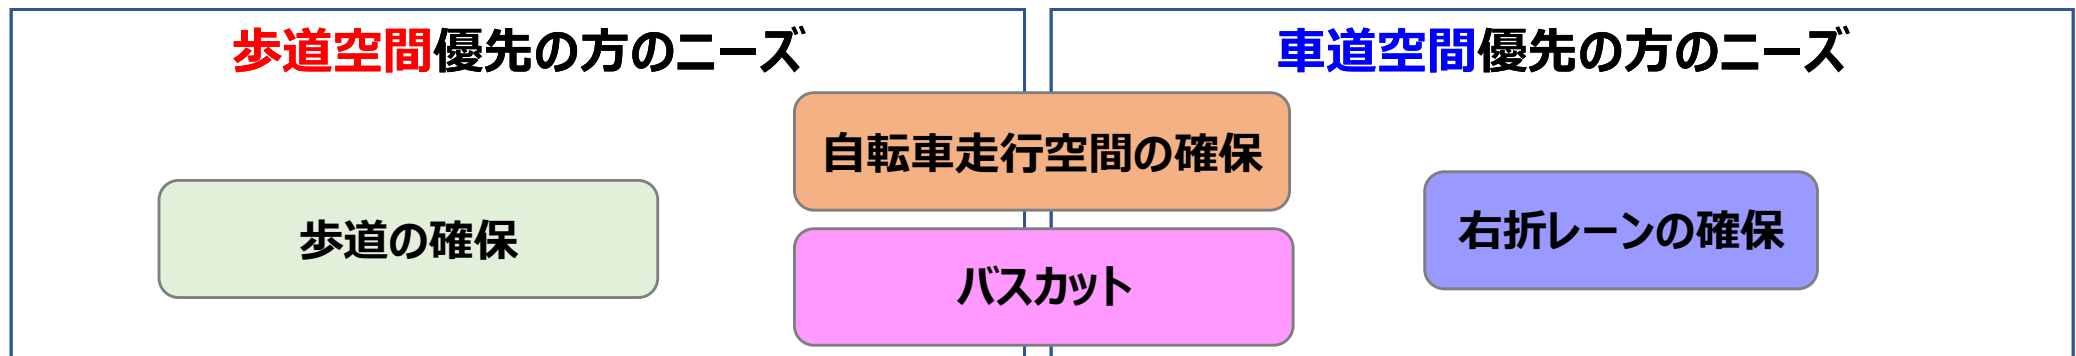 歩道空間優先の方のニーズ
車道空間優先の方のニーズ
自転車走行空間の確保
歩道の確保
右折レーンの確保
バスカット